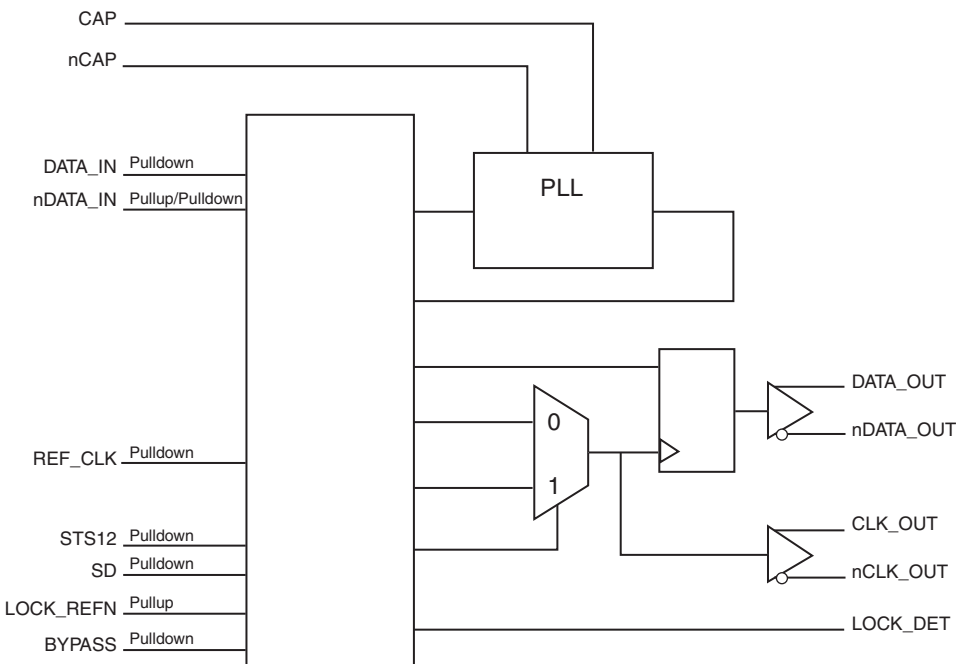 CAP
nCAP
DATA_IN Pulldown
nDATA_IN Pullup/Pulldown
PLL
DATA_OUT
nDATA_OUT
0
1
REF_CLK Pulldown
STS12 Pulldown
SD Pulldown
LOCK_REFN Pullup
BYPASS Pulldown
CLK_OUT
nCLK_OUT
LOCK_DET